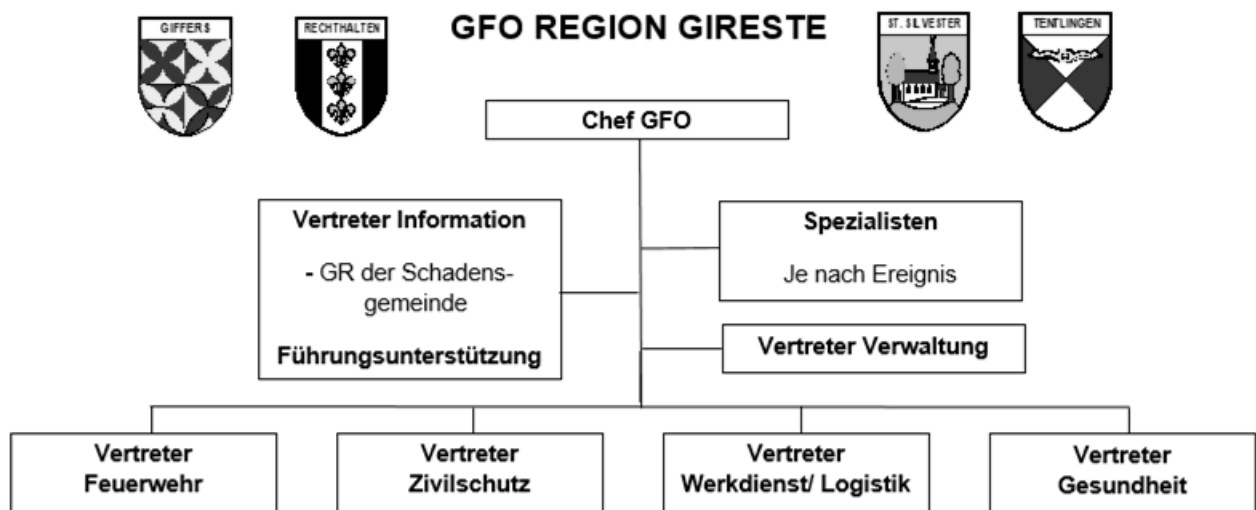 GIFFERS
RECHTHALTEN
GFO REGION GIRESTE
ST. SILVESTER
TENTLINGEN
Chef GFO
Vertreter Information
- GR der Schadens-
gemeinde
Führungsunterstützung
Spezialisten
Je nach Ereignis
Vertreter Verwaltung
Vertreter
Feuerwehr
Vertreter
Zivilschutz
Vertreter
Werkdienst/ Logistik
Vertreter
Gesundheit